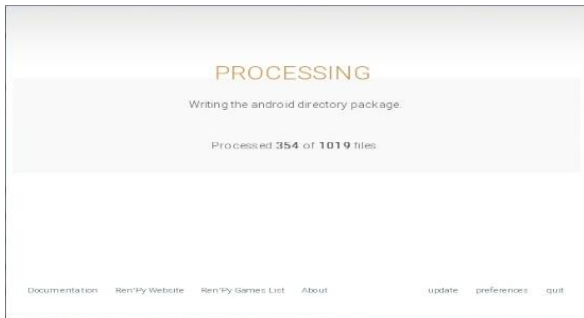 PROCESSING
Writing the android directory package.
Processed 354 of 1019 files
Documentation Ren'Py Website Ren'Py Games List About update preferences quit